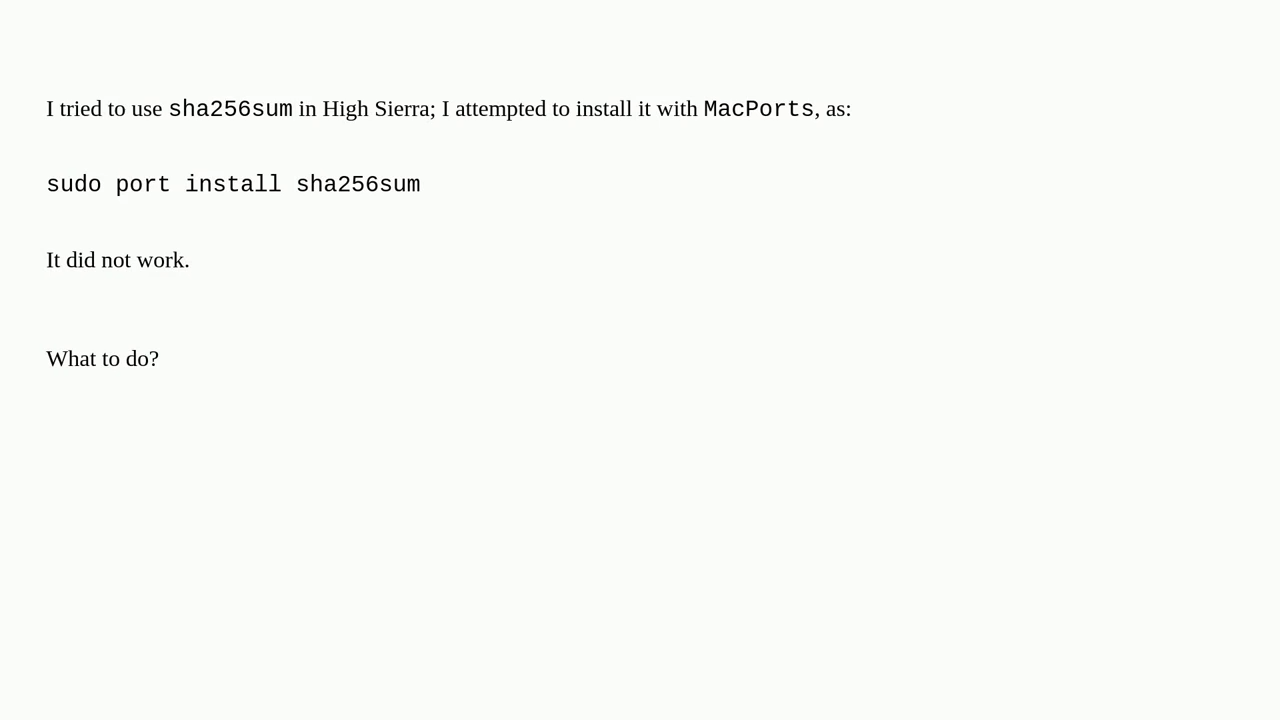 I tried to use sha256sum in High Sierra; I attempted to install it with MacPorts, as:
sudo port install sha256sum
It did not work.
What to do?